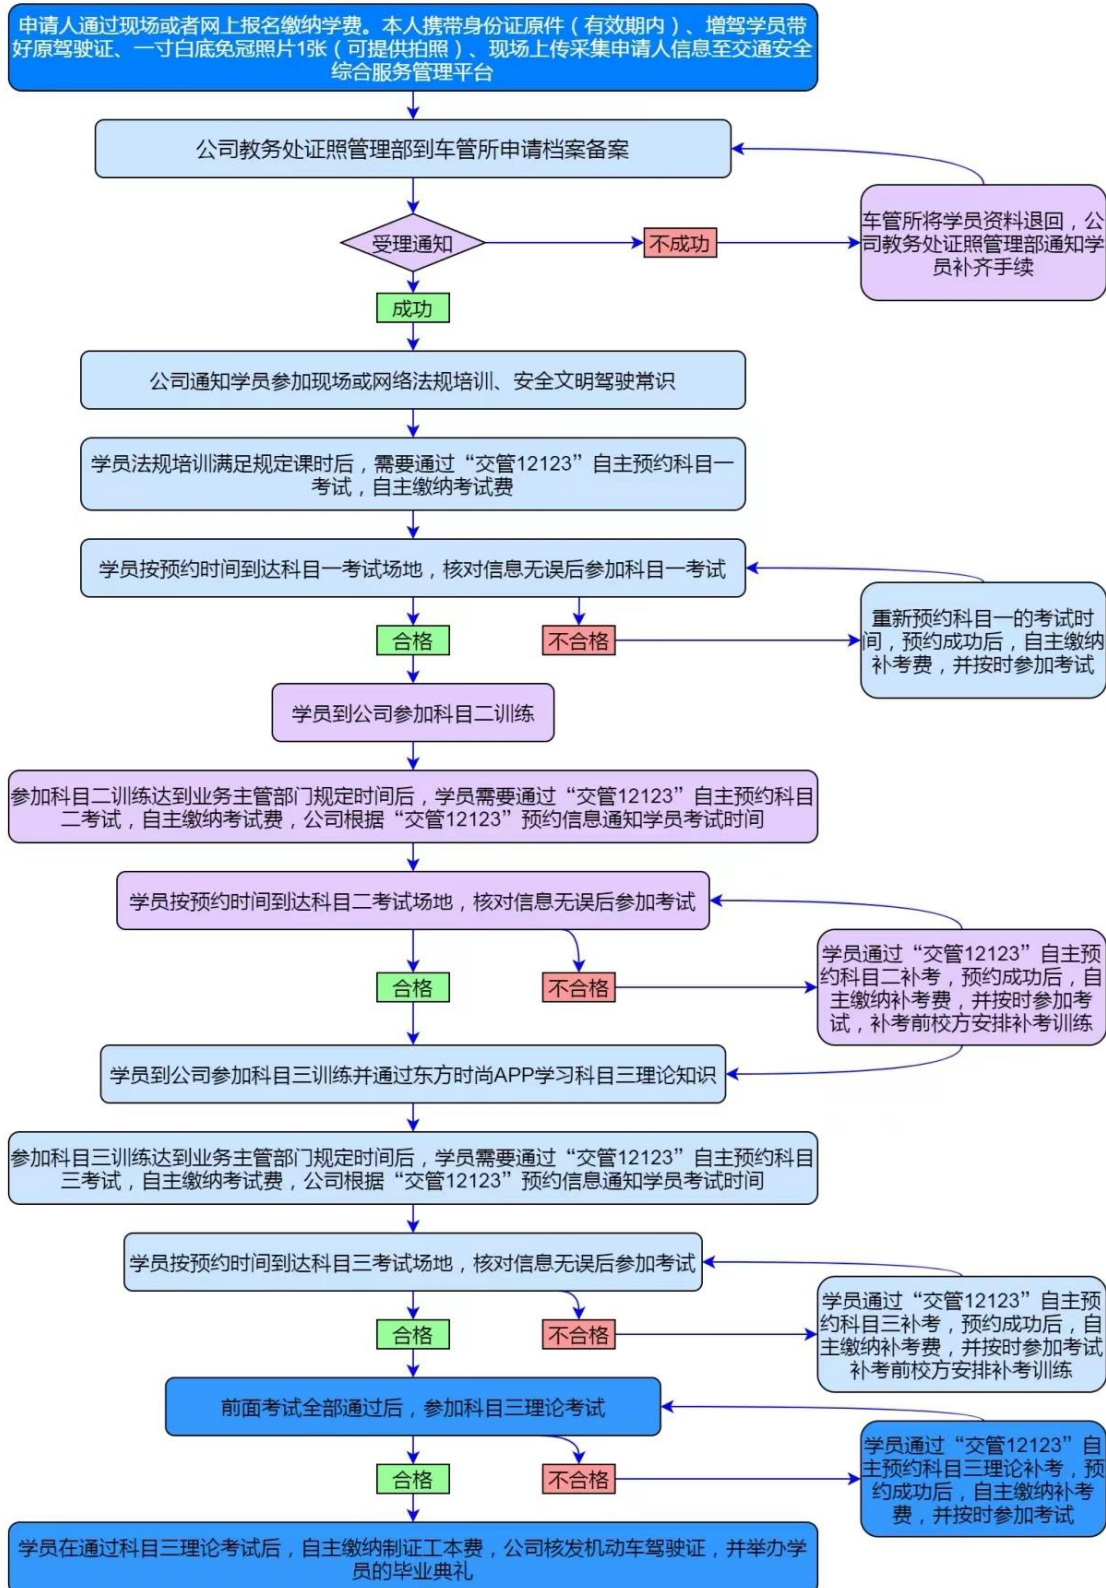 申请人通过现场或者网上报名缴纳学费。本人携带身份证原件（有效期内）、增驾学员带
好原驾驶证、一寸白底免冠照片1张（可提供拍照）、现场上传采集申请人信息至交通安全
综合服务管理平台
公司教务处证照管理部到车管所申请档案备案
受理通知
不成功
车管所将学员资料退回，公
司教务处证照管理部通知学
员补齐手续
成功
公司通知学员参加现场或网络法规培训、安全文明驾驶常识
学员法规培训满足规定课时后，需要通过“交管12123”自主预约科目一
考试，自主缴纳考试费
学员按预约时间到达科目一考试场地，核对信息无误后参加科目一考试
合格
不合格
重新预约科目一的考试时
间，预约成功后，自主缴纳
补考费，并按时参加考试
学员到公司参加科目二训练
参加科目二训练达到业务主管部门规定时间后，学员需要通过“交管12123”自主预约科目
二考试，自主缴纳考试费，公司根据“交管12123”预约信息通知学员考试时间
学员按预约时间到达科目二考试场地，核对信息无误后参加考试
合格
不合格
学员通过“交管12123”自主预
约科目二补考，预约成功后，自
主缴纳补考费，并按时参加考
试，补考前校方安排补考训练
学员到公司参加科目三训练并通过东方时尚APP学习科目三理论知识
参加科目三训练达到业务主管部门规定时间后，学员需要通过“交管12123”自主预约科目
三考试，自主缴纳考试费，公司根据“交管12123”预约信息通知学员考试时间
学员按预约时间到达科目三考试场地，核对信息无误后参加考试
合格
不合格
学员通过“交管12123”自主预
约科目三补考，预约成功后，自
主缴纳补考费，并按时参加考试
补考前校方安排补考训练
前面考试全部通过后，参加科目三理论考试
合格
不合格
学员通过“交管12123”自
主预约科目三理论补考，预
约成功后，自主缴纳补考
费，并按时参加考试
学员在通过科目三理论考试后，自主缴纳制证工本费，公司核发机动车驾驶证，并举办学
员的毕业典礼